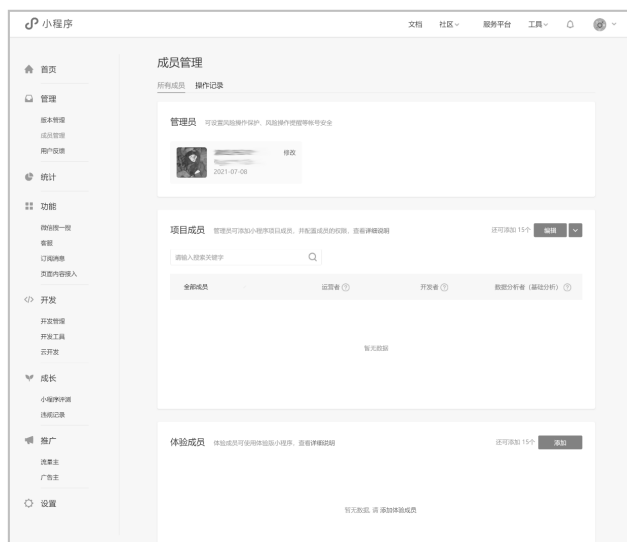 小程序
文档 社区 服务平台 工具
首页
管理
版本管理
成员管理
用户反馈
统计
功能
微信搜一搜
客服
订阅消息
页面内容接入
开发
开发管理
开发工具
云开发
成长
小程序评测
违规记录
推广
流量主
广告主
设置
成员管理
所有成员 操作记录
管理员 可设置风险操作保护、风险操作提醒等帐号安全
修改
2021-07-08
项目成员 管理员可添加小程序项目成员，并配置成员的权限，查看详细说明
还可添加 15个 编辑
请输入搜索关键字
全部成员 运营者 ? 开发者 ? 数据分析者（基础分析） ?
暂无数据
体验成员 体验成员可使用体验版小程序，查看详细说明
还可添加 15个 添加
暂无数据, 请 添加体验成员